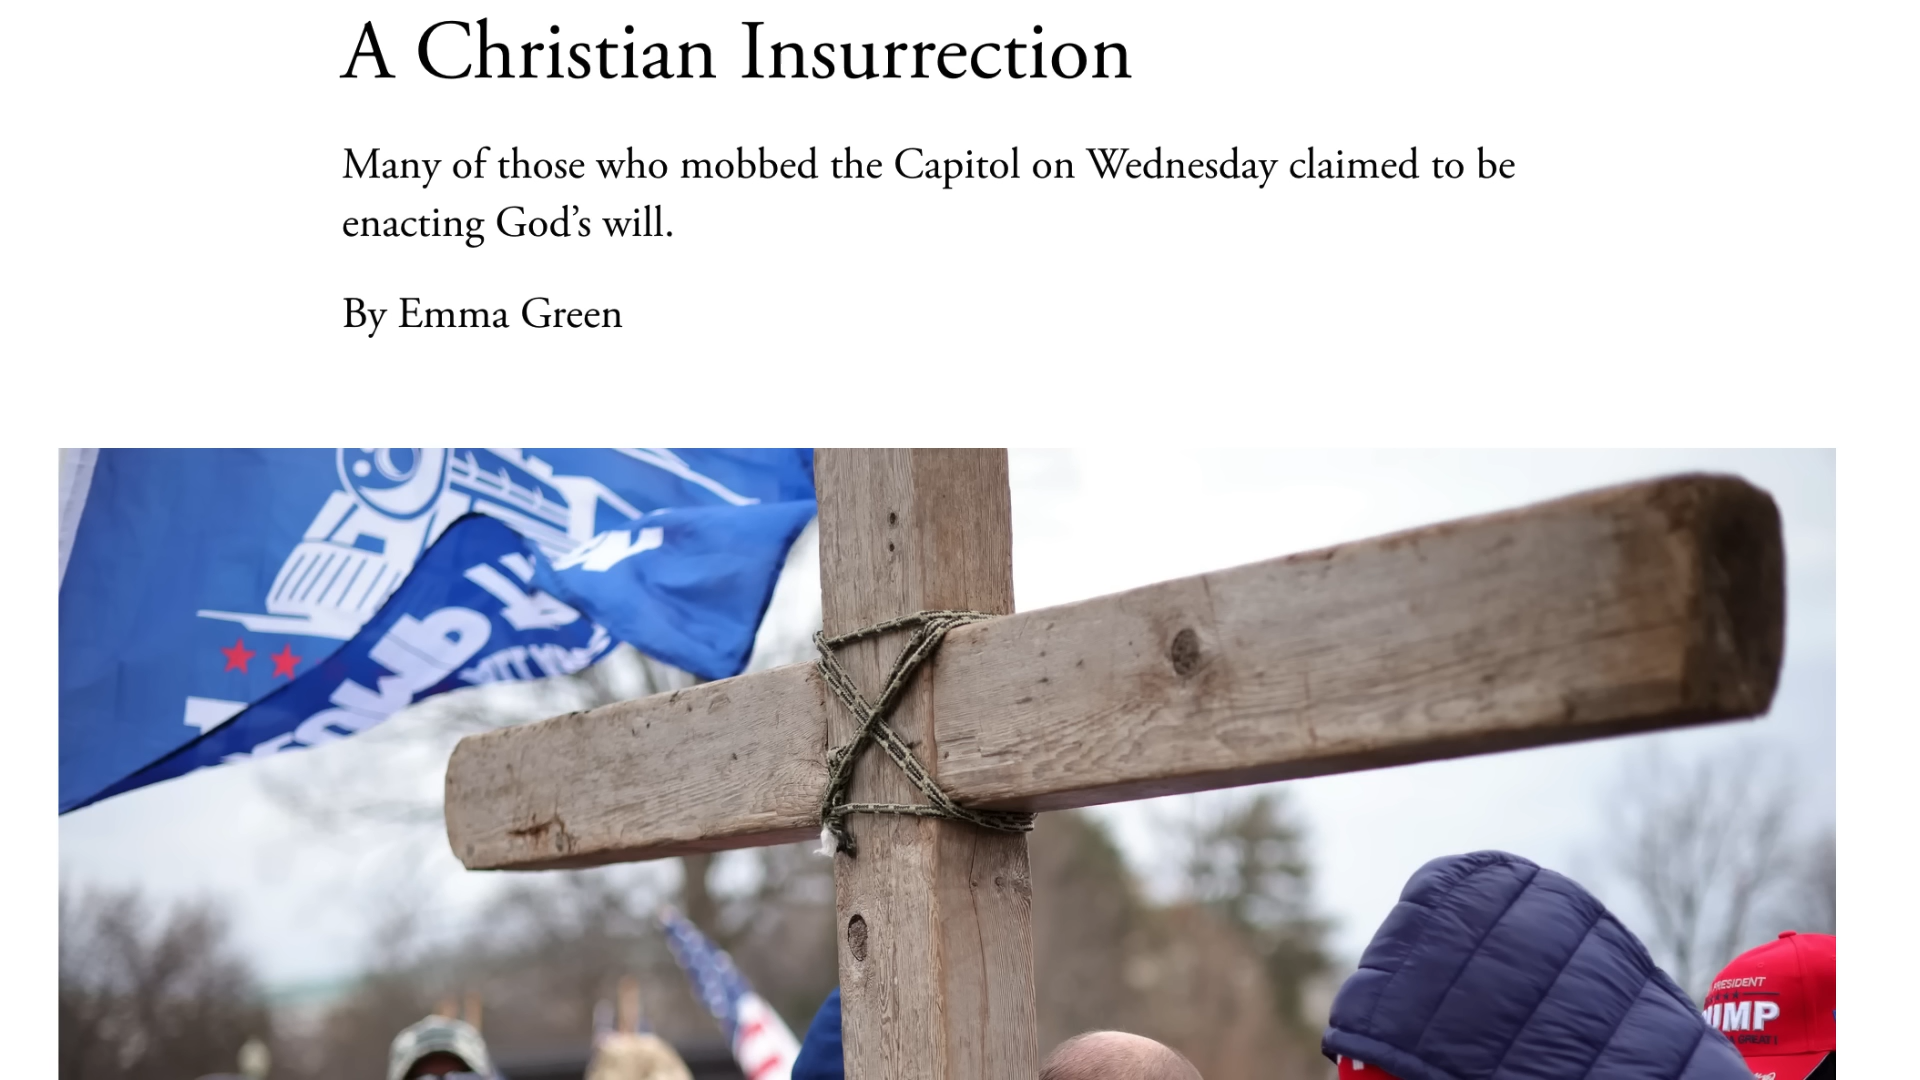 A Christian Insurrection
Many of those who mobbed the Capitol on Wednesday claimed to be
enacting God’s will.
By Emma Green
PRESIDENT